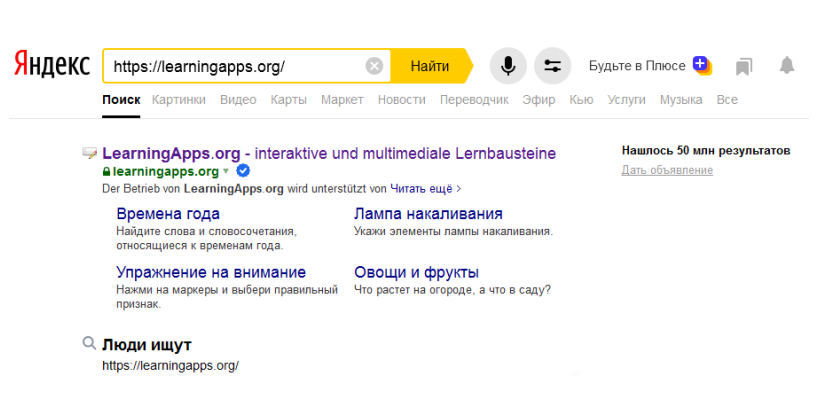 Яндекс https://learningapps.org/ Найти Будьте в Плюсе
Поиск Картинки Видео Карты Маркет Новости Переводчик Эфир Кью Услуги Музыка Все
LearningApps.org - interaktive und multimediale Lernbausteine
Нашлось 50 млн результатов
learningapps.org
Дать объявление
Der Betrieb von LearningApps.org wird unterstützt von Читать ещё >
Времена года
Найдите слова и словосочетания,
относящиеся к временам года.
Лампа накаливания
Укажи элементы лампы накаливания.
Упражнение на внимание
Нажми на маркеры и выбери правильный
признак.
Овощи и фрукты
Что растет на огороде, а что в саду?
Люди ищут
https://learningapps.org/